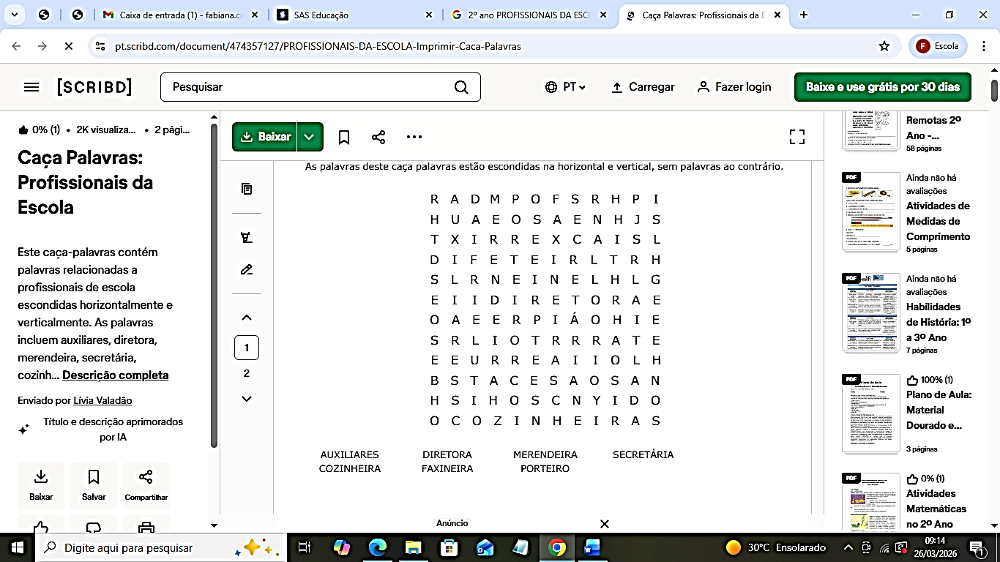 Caixa de entrada (1) - fabiana.c
SAS Educação
2º ano PROFISSIONAIS DA ESC
Caça Palavras: Profissionais da E
pt.scribd.com/document/474357127/PROFISSIONAIS-DA-ESCOLA-Imprimir-Caca-Palavras
F Escola
[SCRIBD]
Pesquisar
PT
Carregar
Fazer login
Baixe e use grátis por 30 dias
0% (1) • 2K visualiza... • 2 pági...
Caça Palavras:
Profissionais da
Escola
Este caça-palavras contém
palavras relacionadas a
profissionais de escola
escondidas horizontalmente e
verticalmente. As palavras
incluem auxiliares, diretora,
merendeira, secretária,
cozinh... Descrição completa
Enviado por Lívia Valadão
Título e descrição aprimorados
por IA
Baixar
Salvar
Compartilhar
Baixar
1
2
As palavras deste caça palavras estão escondidas na horizontal e vertical, sem palavras ao contrário.
R A D M P O F S R H P I
H U A E O S A E N H J S
T X I R R E X C A I S L
D I F E T E I R L T R H
S L R N E I N E L H L G
E I I D I R E T O R A E
O A E E R P I Á O H I E
S R L I O T R R R A T E
E E U R R E A I I O L H
B S T A C E S A O S A N
H S I H O S C N Y I D O
O C O Z I N H E I R A S
AUXILIARES DIRETORA MERENDEIRA SECRETÁRIA
COZINHEIRA FAXINEIRA PORTEIRO
Anúncio
Remotas 2º
Ano -...
58 páginas
PDF
Ainda não há
avaliações
Atividades de
Medidas de
Comprimento
5 páginas
PDF
Ainda não há
avaliações
Habilidades
de História: 1º
a 3º Ano
7 páginas
PDF
100% (1)
Plano de Aula:
Material
Dourado e...
3 páginas
PDF
0% (1)
Atividades
Matemáticas
no 2º Ano
Digite aqui para pesquisar
30°C Ensolarado
09:14
26/03/2026
1